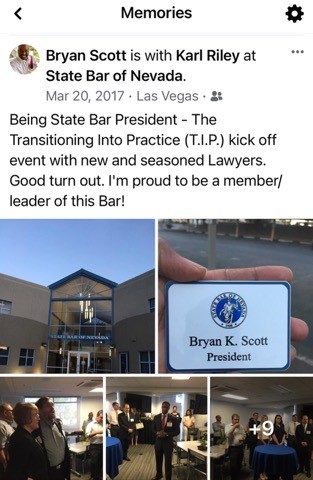 Memories
Bryan Scott is with Karl Riley at
State Bar of Nevada.
Mar 20, 2017 · Las Vegas ·
Being State Bar President - The
Transitioning Into Practice (T.I.P.) kick off
event with new and seasoned Lawyers.
Good turn out. I'm proud to be a member/
leader of this Bar!
STATE BAR OF NEVADA
Bryan K. Scott
President
+9